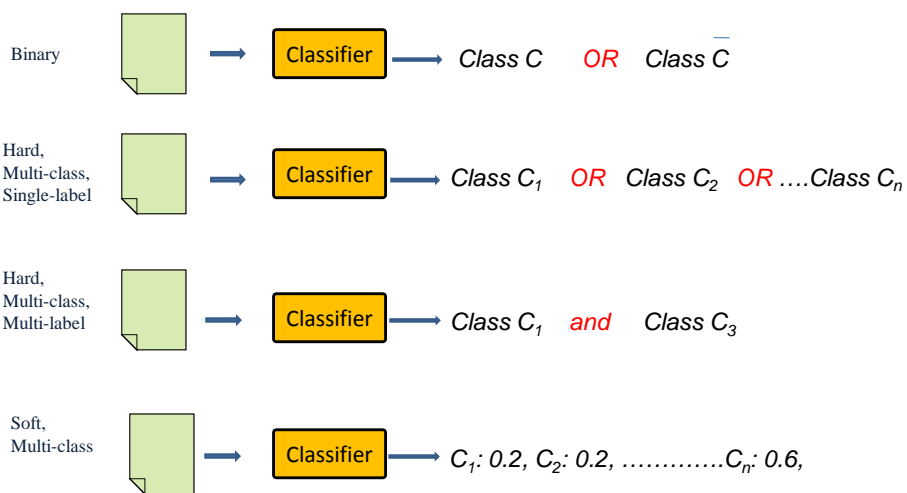 Binary
Classifier
Class C OR Class C̅
Hard,
Multi-class,
Single-label
Classifier
Class C₁ OR Class C₂ OR ....Class Cₙ
Hard,
Multi-class,
Multi-label
Classifier
Class C₁ and Class C₃
Soft,
Multi-class
Classifier
C₁: 0.2, C₂: 0.2, .............Cₙ: 0.6,